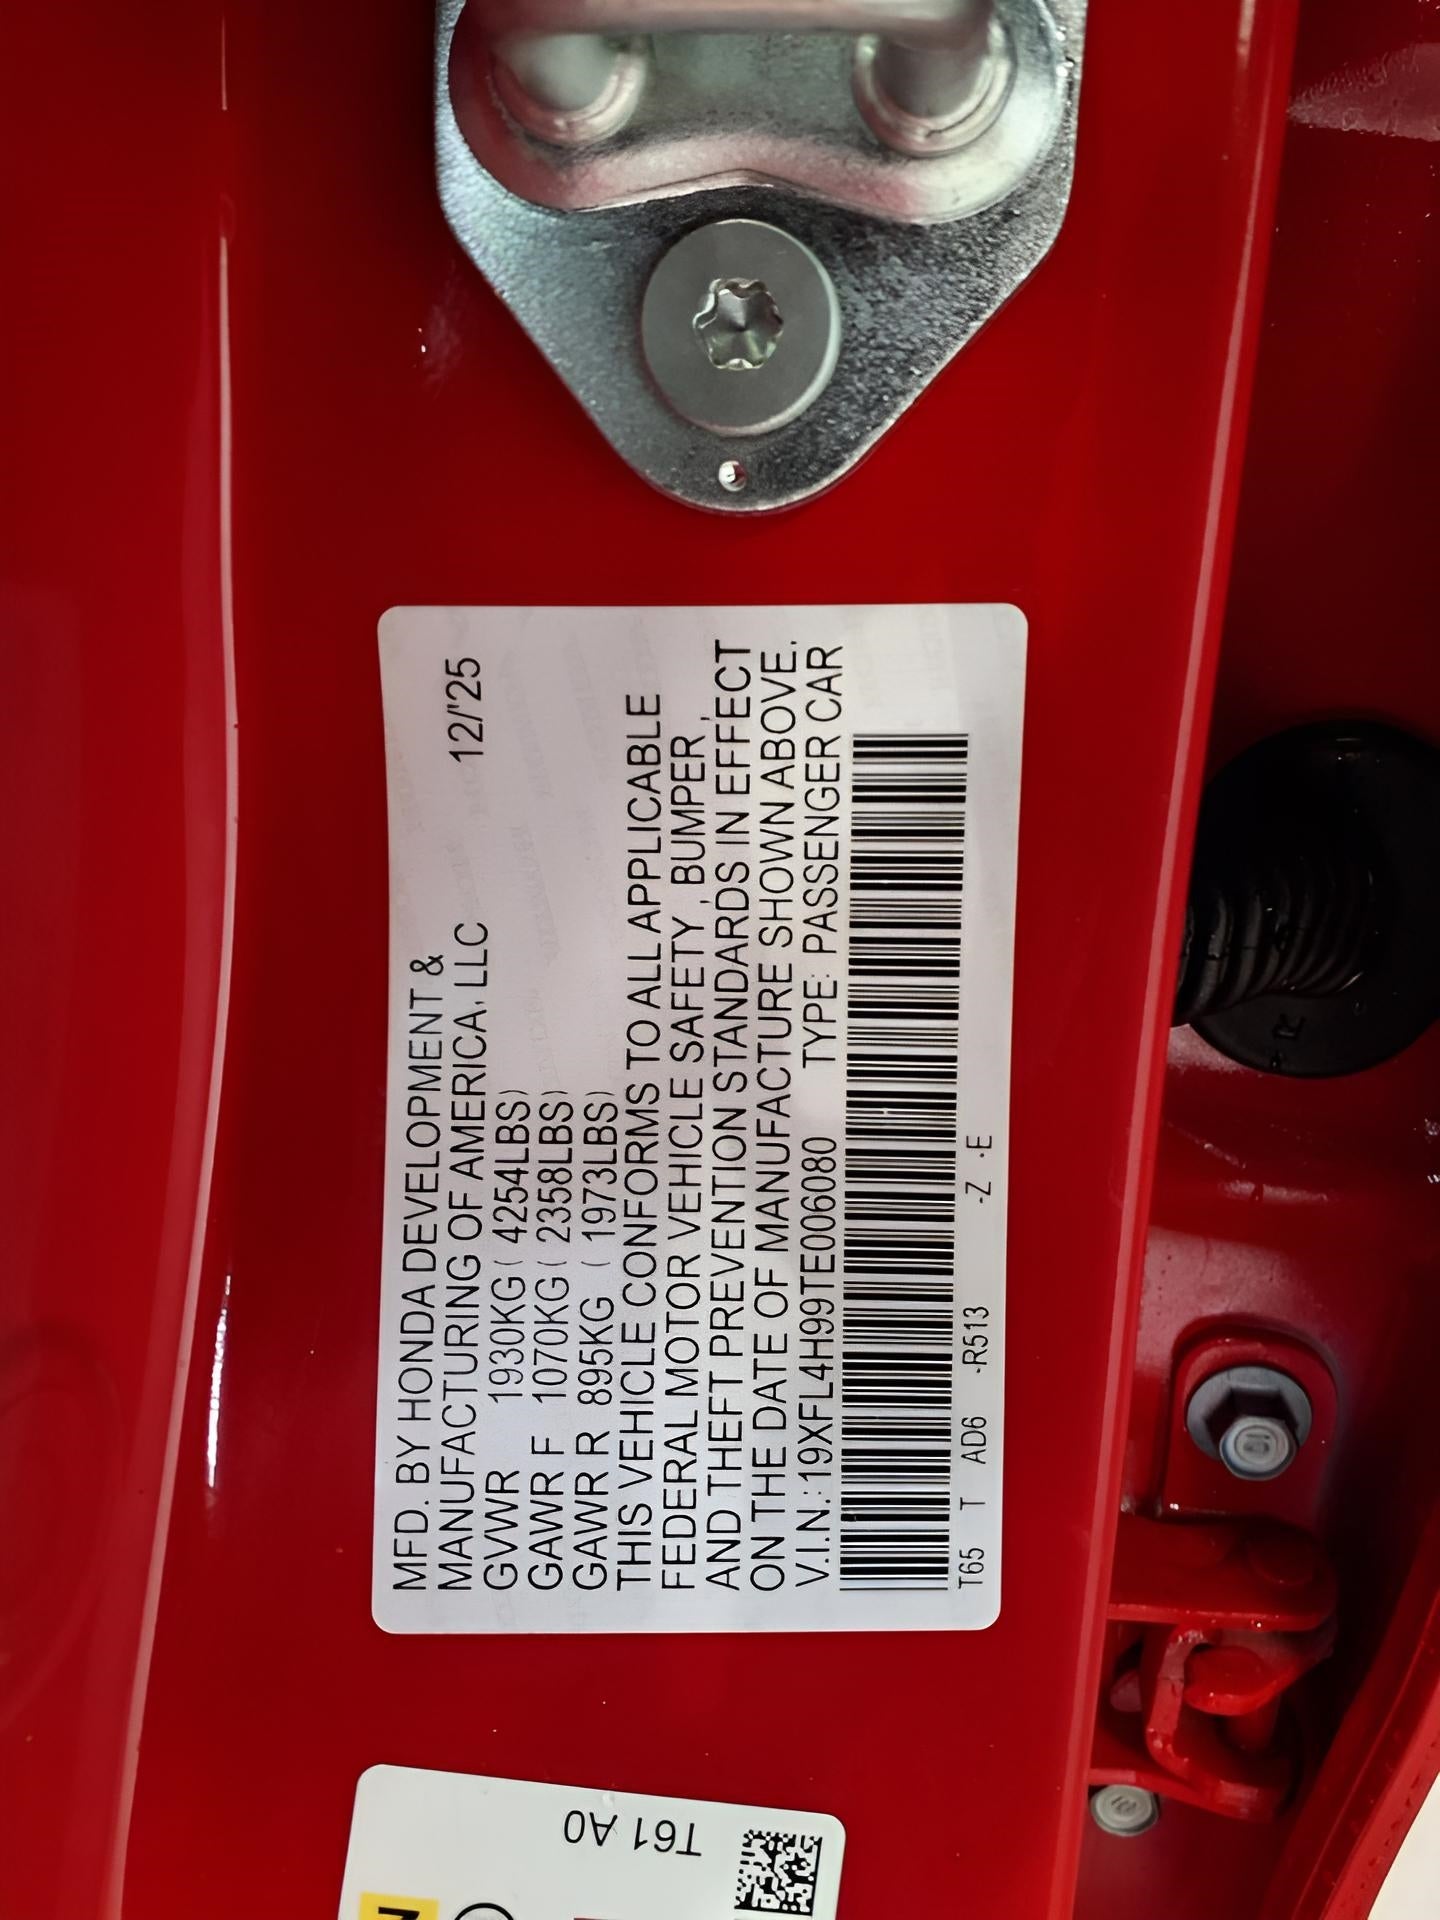 MFD. BY HONDA DEVELOPMENT &
MANUFACTURING OF AMERICA, LLC 12/'25
GVWR 1930KG ( 4254LBS)
GAWR F 1070KG ( 2358LBS)
GAWR R 895KG ( 1973LBS)
THIS VEHICLE CONFORMS TO ALL APPLICABLE
FEDERAL MOTOR VEHICLE SAFETY, BUMPER,
AND THEFT PREVENTION STANDARDS IN EFFECT
ON THE DATE OF MANUFACTURE SHOWN ABOVE.
V.I.N.:19XFL4H99TE006080 TYPE: PASSENGER CAR
T65 T AD6 -R513 -Z -E
T61 A0